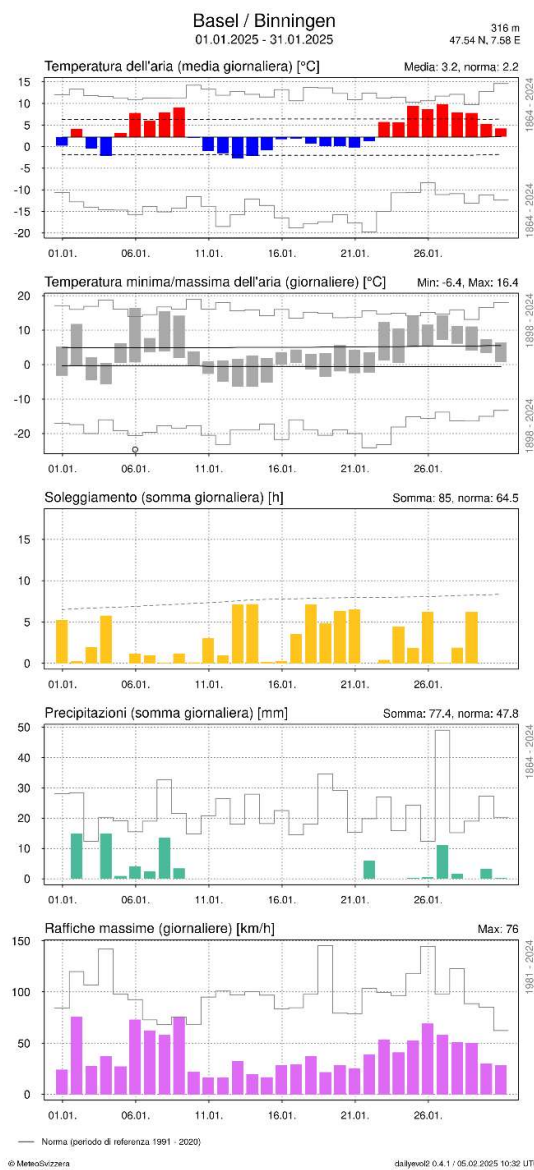 Basel / Binningen
01.01.2025 - 31.01.2025
316 m
47.54 N, 7.58 E
Temperatura dell'aria (media giornaliera) [°C]
Media: 3.2, norma: 2.2
15
10
5
0
-5
-10
-15
-20
1864 - 2024
1864 - 2024
01.01. 06.01. 11.01. 16.01. 21.01. 26.01.
Temperatura minima/massima dell'aria (giornaliere) [°C]
Min: -6.4, Max: 16.4
20
10
0
-10
-20
1898 - 2024
1898 - 2024
01.01. 06.01. 11.01. 16.01. 21.01. 26.01.
Soleggiamento (somma giornaliera) [h]
Somma: 85, norma: 64.5
15
10
5
0
01.01. 06.01. 11.01. 16.01. 21.01. 26.01.
Precipitazioni (somma giornaliera) [mm]
Somma: 77.4, norma: 47.8
50
40
30
20
10
0
1864 - 2024
01.01. 06.01. 11.01. 16.01. 21.01. 26.01.
Raffiche massime (giornaliere) [km/h]
Max: 76
150
100
50
0
1981 - 2024
01.01. 06.01. 11.01. 16.01. 21.01. 26.01.
Norma (periodo di referenza 1991 - 2020)
© MeteoSvizzera
dailyevol2 0.4.1 / 05.02.2025 10:32 UT